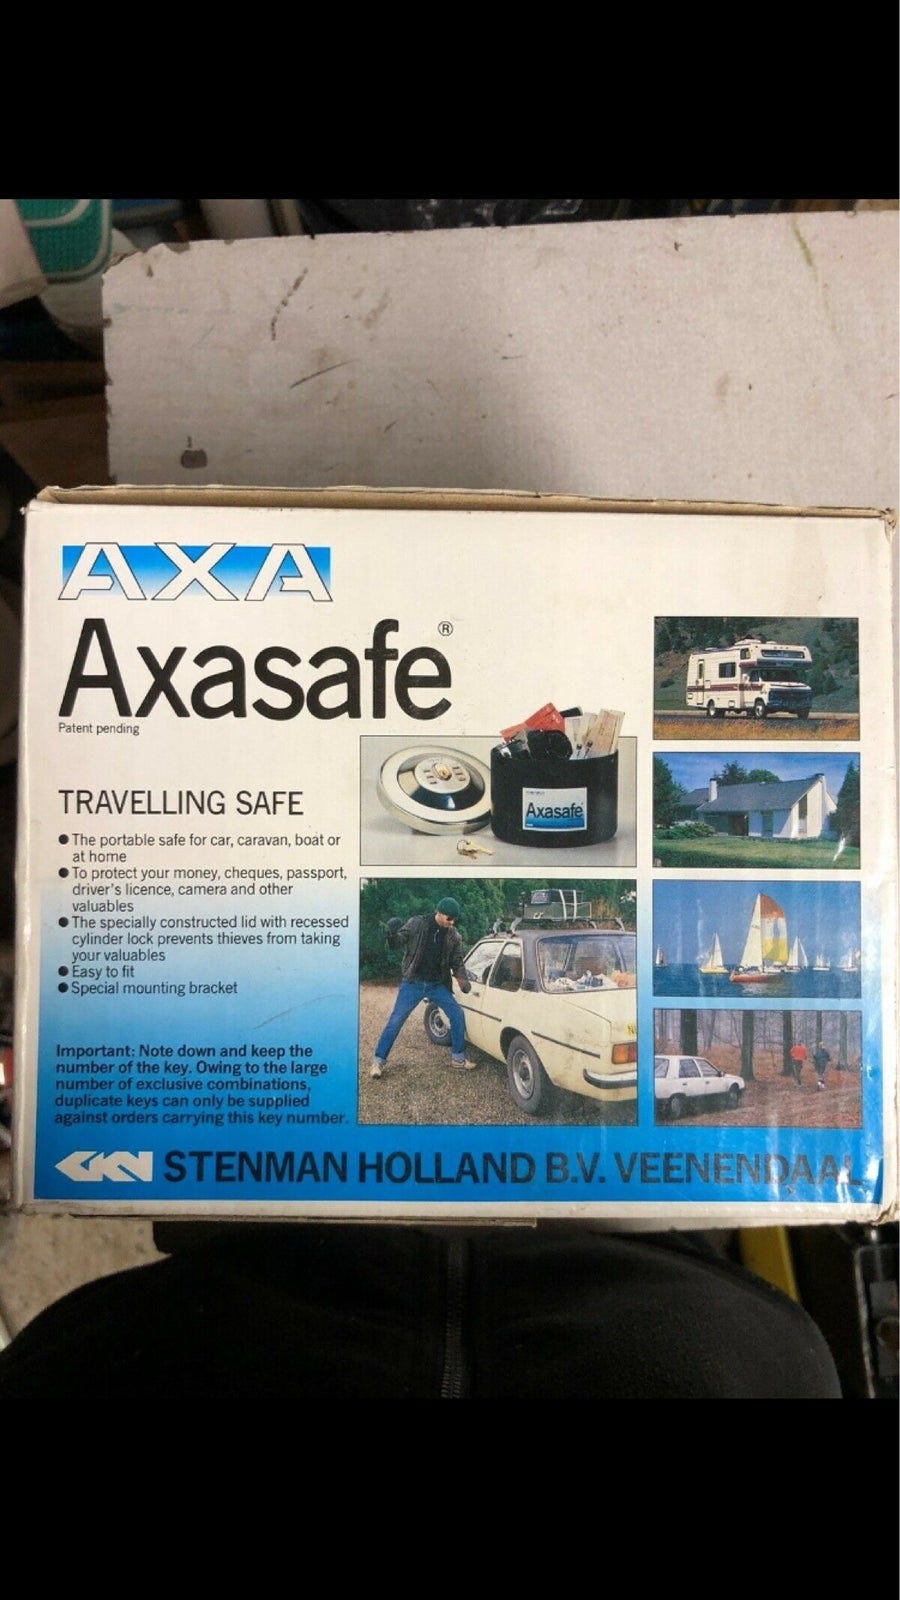 AXA
Axasafe®
Patent pending
TRAVELLING SAFE
● The portable safe for car, caravan, boat or
at home
● To protect your money, cheques, passport,
driver's licence, camera and other
valuables
● The specially constructed lid with recessed
cylinder lock prevents thieves from taking
your valuables
● Easy to fit
● Special mounting bracket
Axasafe
Important: Note down and keep the
number of the key. Owing to the large
number of exclusive combinations,
duplicate keys can only be supplied
against orders carrying this key number.
GKN STENMAN HOLLAND B.V. VEENENDAAL